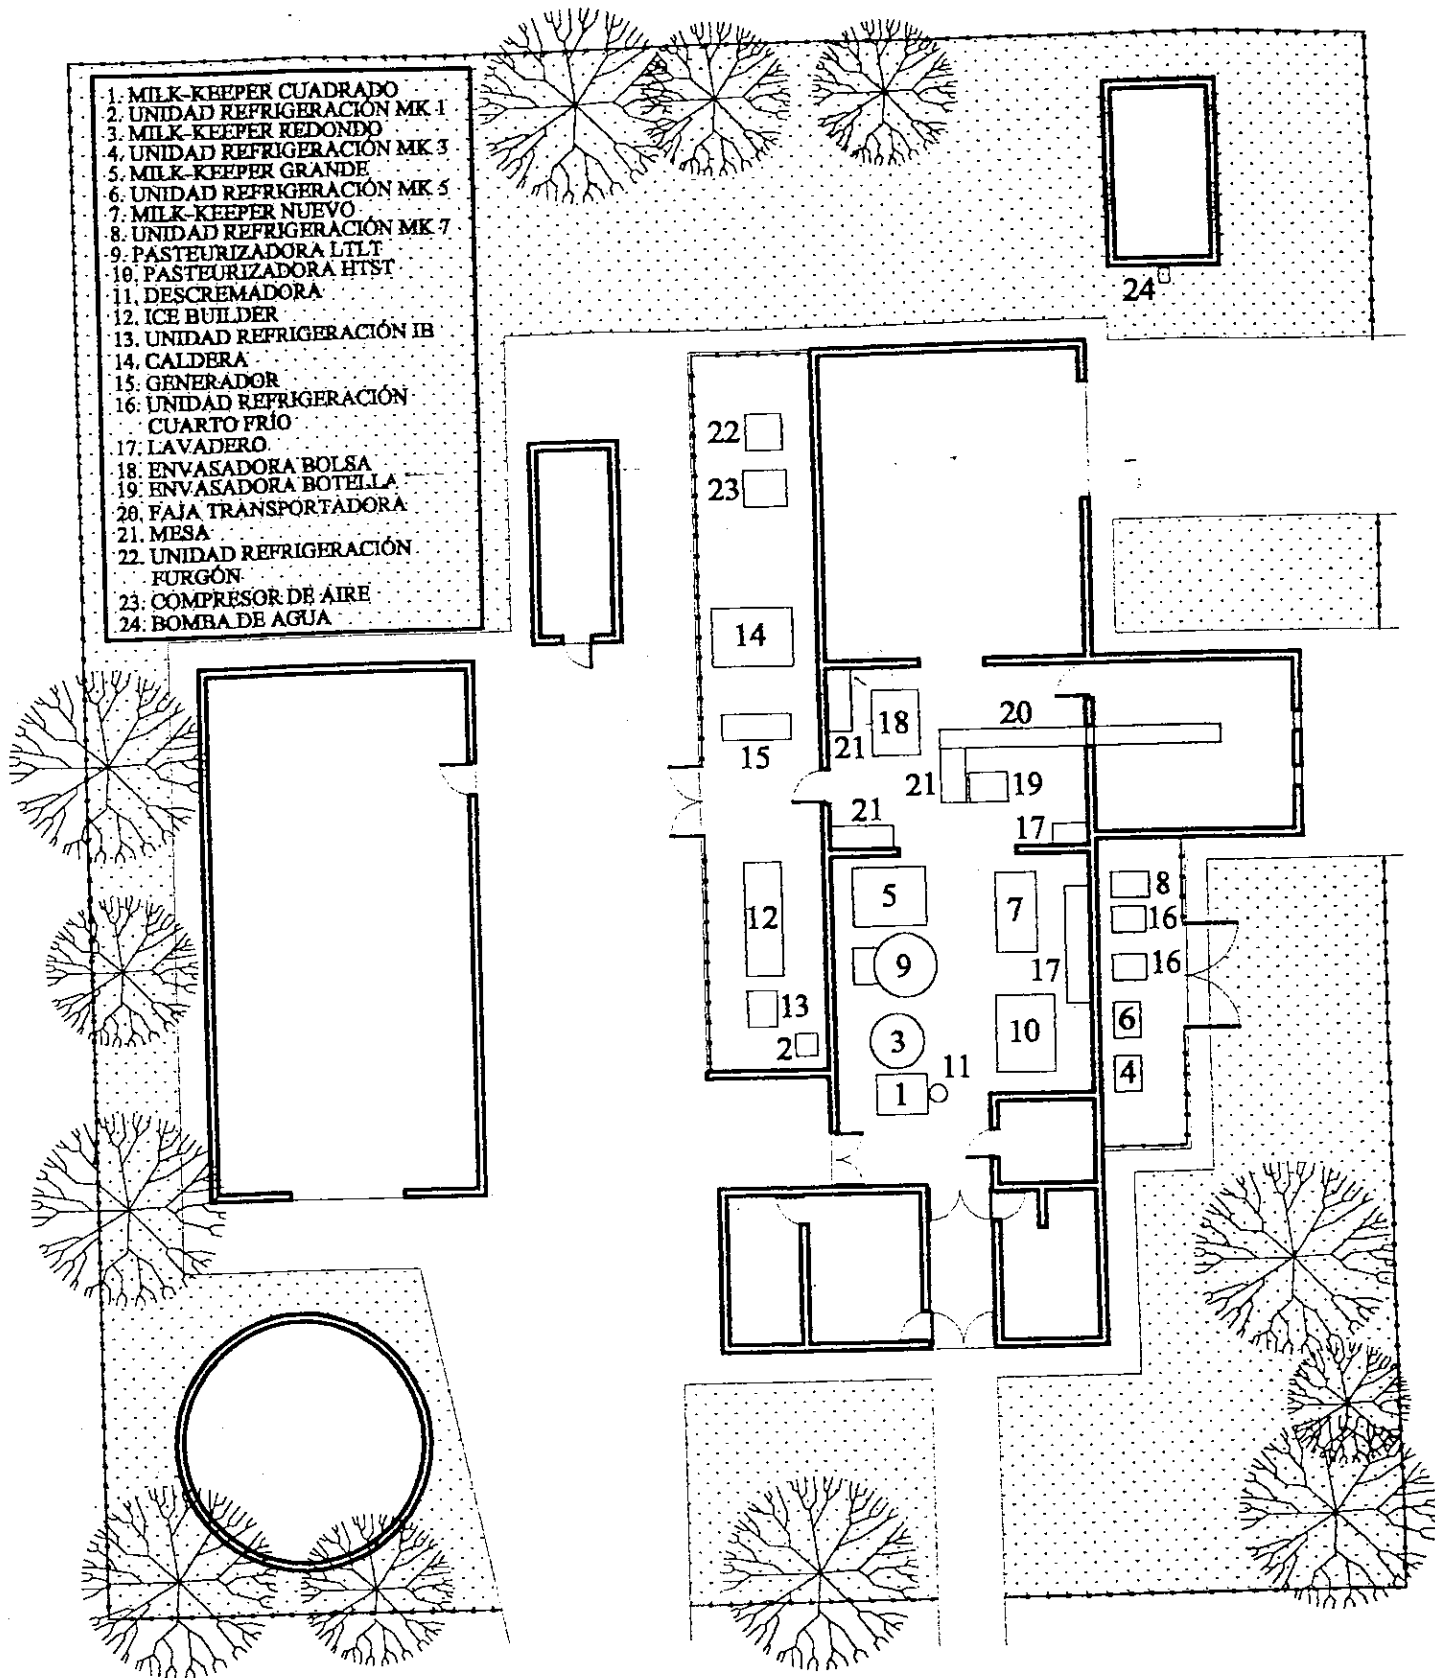 1. MILK-KEEPER CUADRADO
2. UNIDAD REFRIGERACIÓN MK 1
3. MILK-KEEPER REDONDO
4. UNIDAD REFRIGERACIÓN MK 3
5. MILK-KEEPER GRANDE
6. UNIDAD REFRIGERACIÓN MK 5
7. MILK-KEEPER NUEVO
8. UNIDAD REFRIGERACIÓN MK 7
9. PASTEURIZADORA LTLT
10. PASTEURIZADORA HTST
11. DESCREMADORA
12. ICE BUILDER
13. UNIDAD REFRIGERACIÓN IB
14. CALDERA
15. GENERADOR
16. UNIDAD REFRIGERACIÓN
CUARTO FRÍO
17. LAVADERO
18. ENVASADORA BOLSA
19. ENVASADORA BOTELLA
20. FAJA TRANSPORTADORA
21. MESA
22. UNIDAD REFRIGERACIÓN
FURGÓN
23. COMPRESOR DE AIRE
24. BOMBA DE AGUA
24
22
23
14
15
18
21
20
21
19
21
17
5
7
8
16
12
9
17
16
13
10
6
2
3
4
11
1